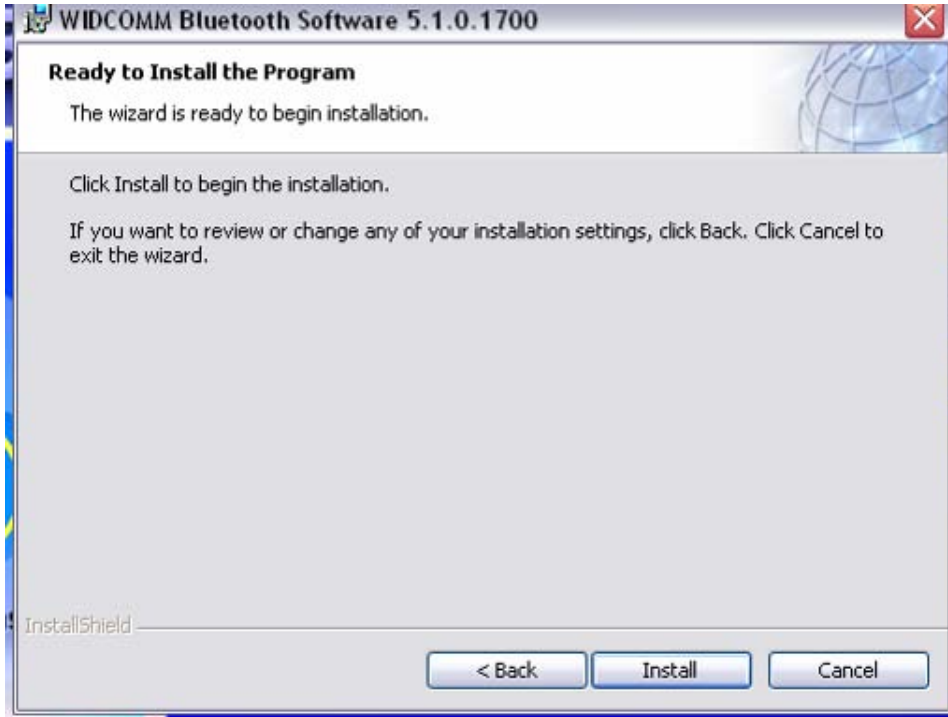 WIDCOMM Bluetooth Software 5.1.0.1700
Ready to Install the Program
The wizard is ready to begin installation.
Click Install to begin the installation.
If you want to review or change any of your installation settings, click Back. Click Cancel to
exit the wizard.
InstallShield
< Back
Install
Cancel